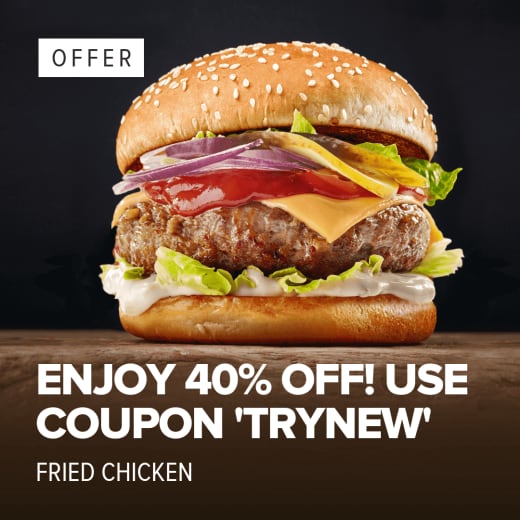 OFFER
ENJOY 40% OFF! USE
COUPON 'TRYNEW'
FRIED CHICKEN